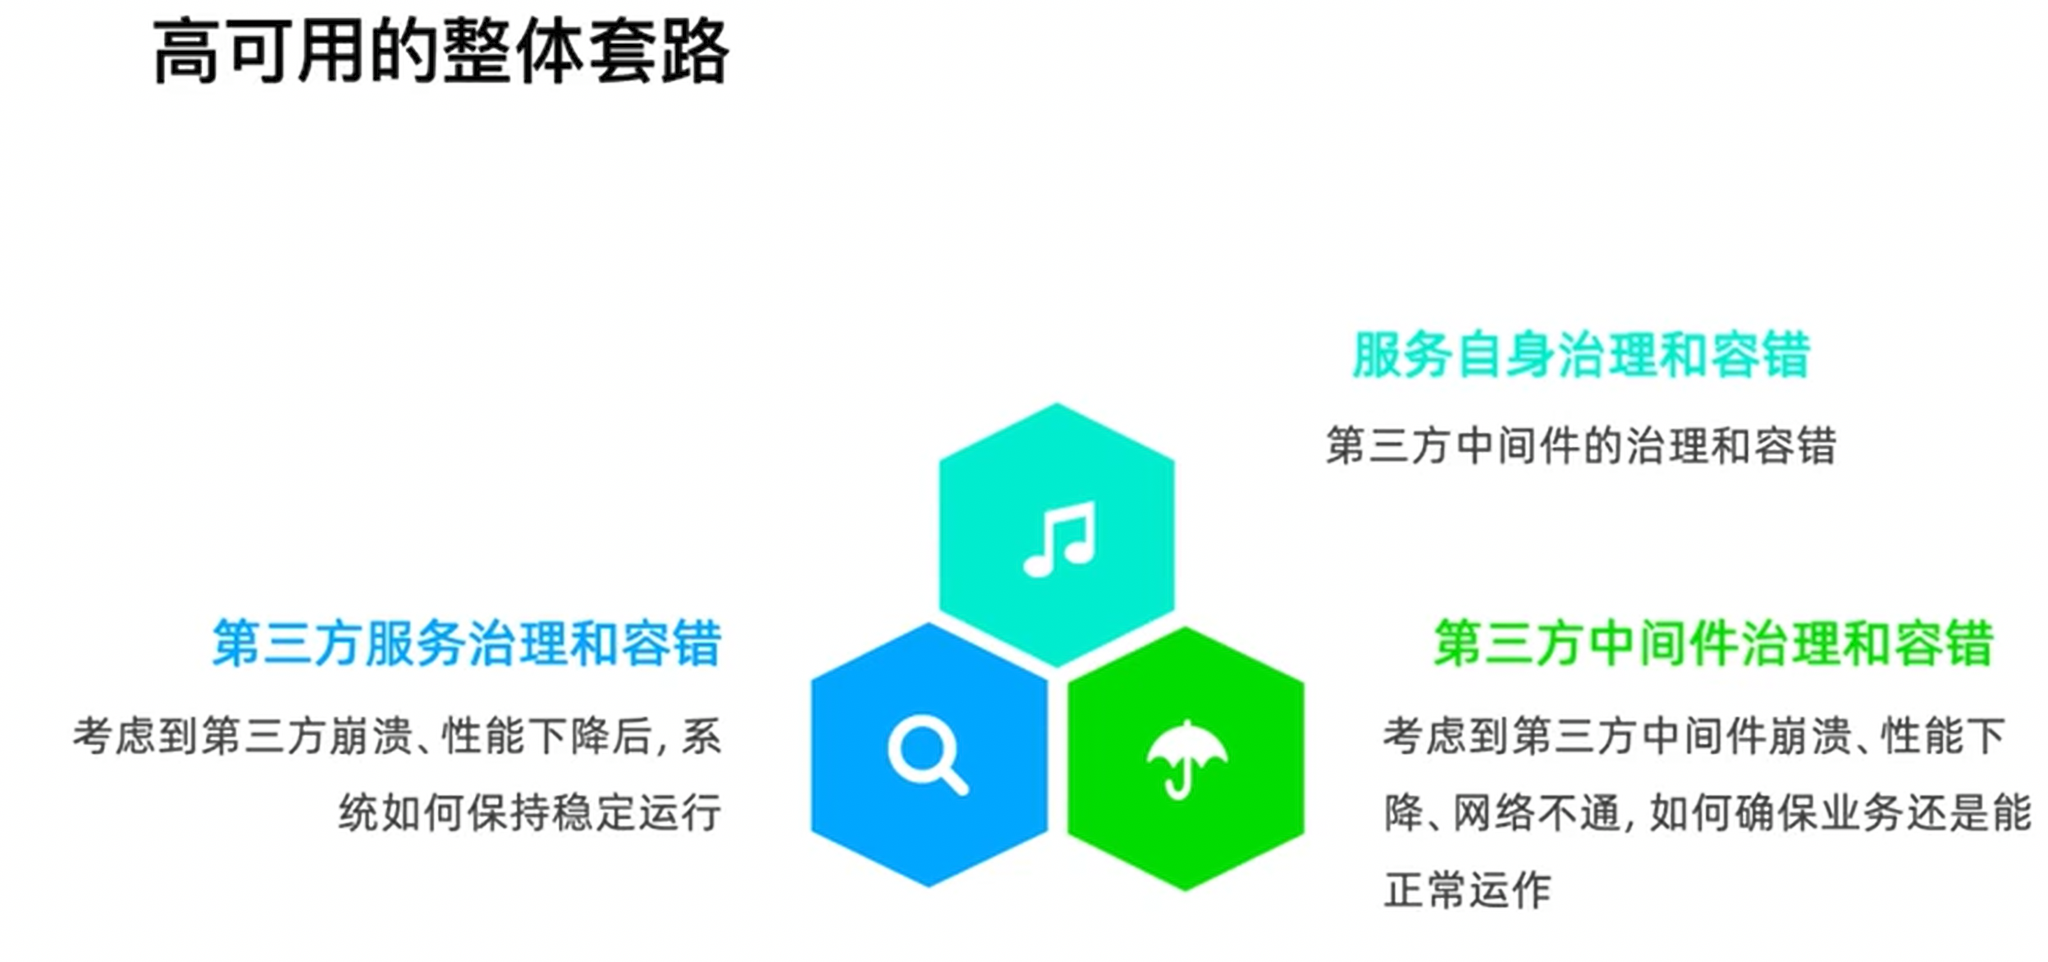 高可用的整体套路
服务自身治理和容错
第三方中间件的治理和容错
第三方服务治理和容错
考虑到第三方崩溃、性能下降后,系
统如何保持稳定运行
第三方中间件治理和容错
考虑到第三方中间件崩溃、性能下
降、网络不通,如何确保业务还是能
正常运作